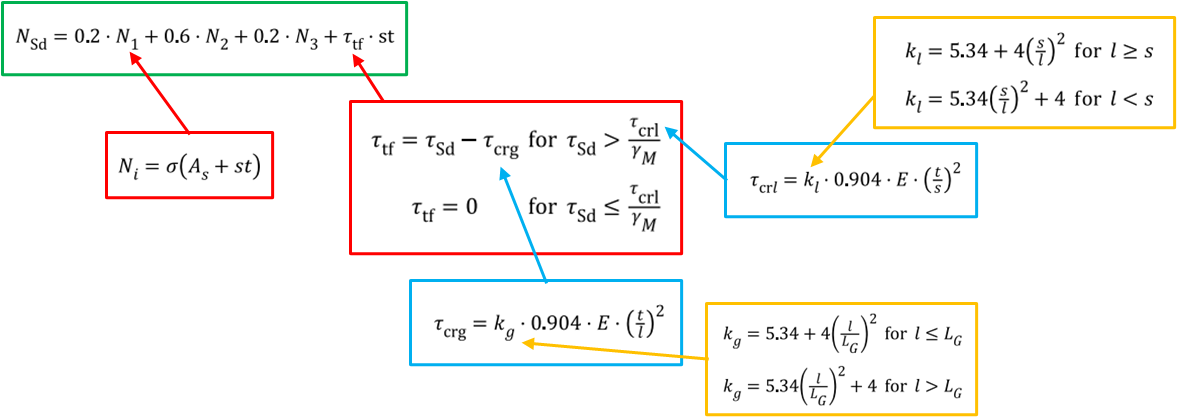 N_Sd = 0.2 · N_1 + 0.6 · N_2 + 0.2 · N_3 + τ_tf · st
N_i = σ(A_s + st)
τ_tf = τ_Sd − τ_crg for τ_Sd > τ_crl/γ_M
τ_tf = 0 for τ_Sd ≤ τ_crl/γ_M
k_l = 5.34 + 4(s/l)^2 for l ≥ s
k_l = 5.34(s/l)^2 + 4 for l < s
τ_crl = k_l · 0.904 · E · (t/s)^2
τ_crg = k_g · 0.904 · E · (t/l)^2
k_g = 5.34 + 4(l/L_G)^2 for l ≤ L_G
k_g = 5.34(l/L_G)^2 + 4 for l > L_G